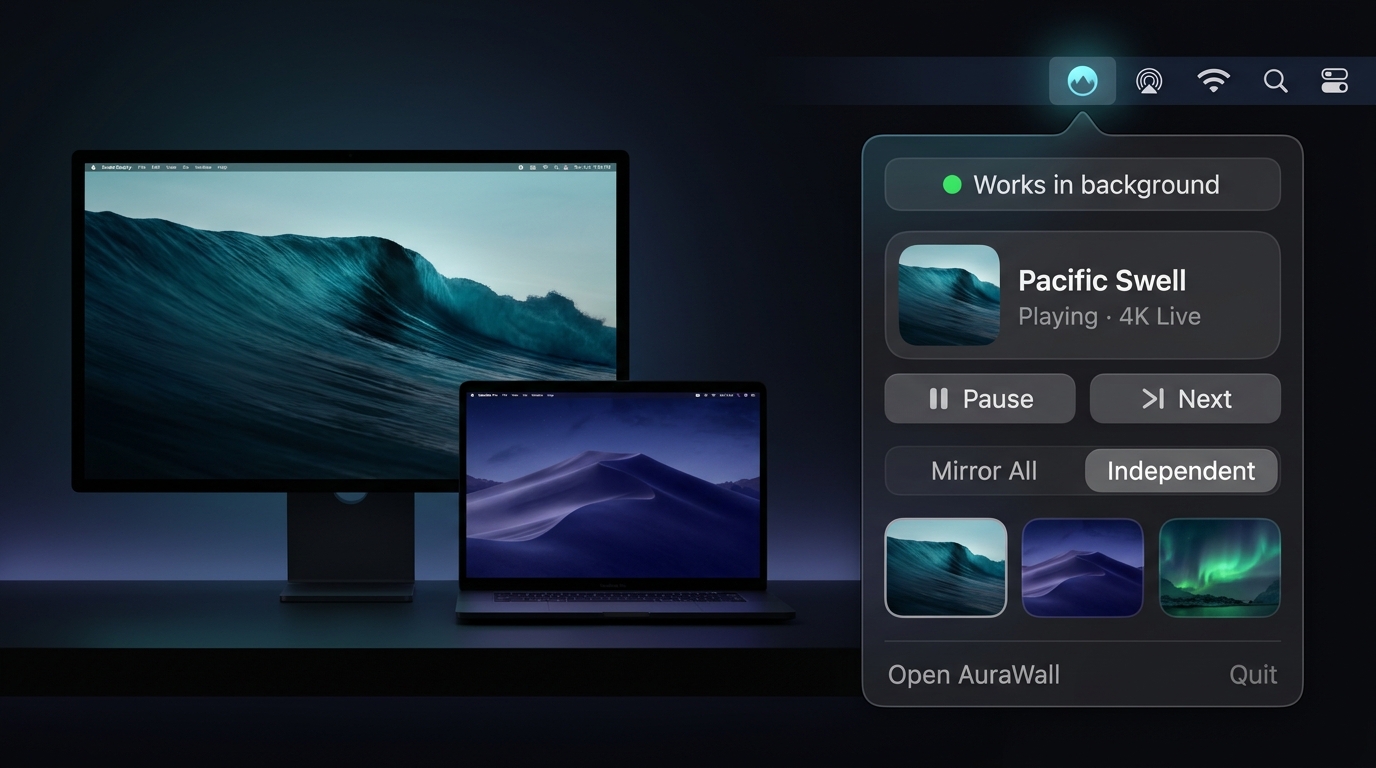 Works in background
Pacific Swell
Playing · 4K Live
Pause
Next
Mirror All
Independent
Open AuraWall
Quit